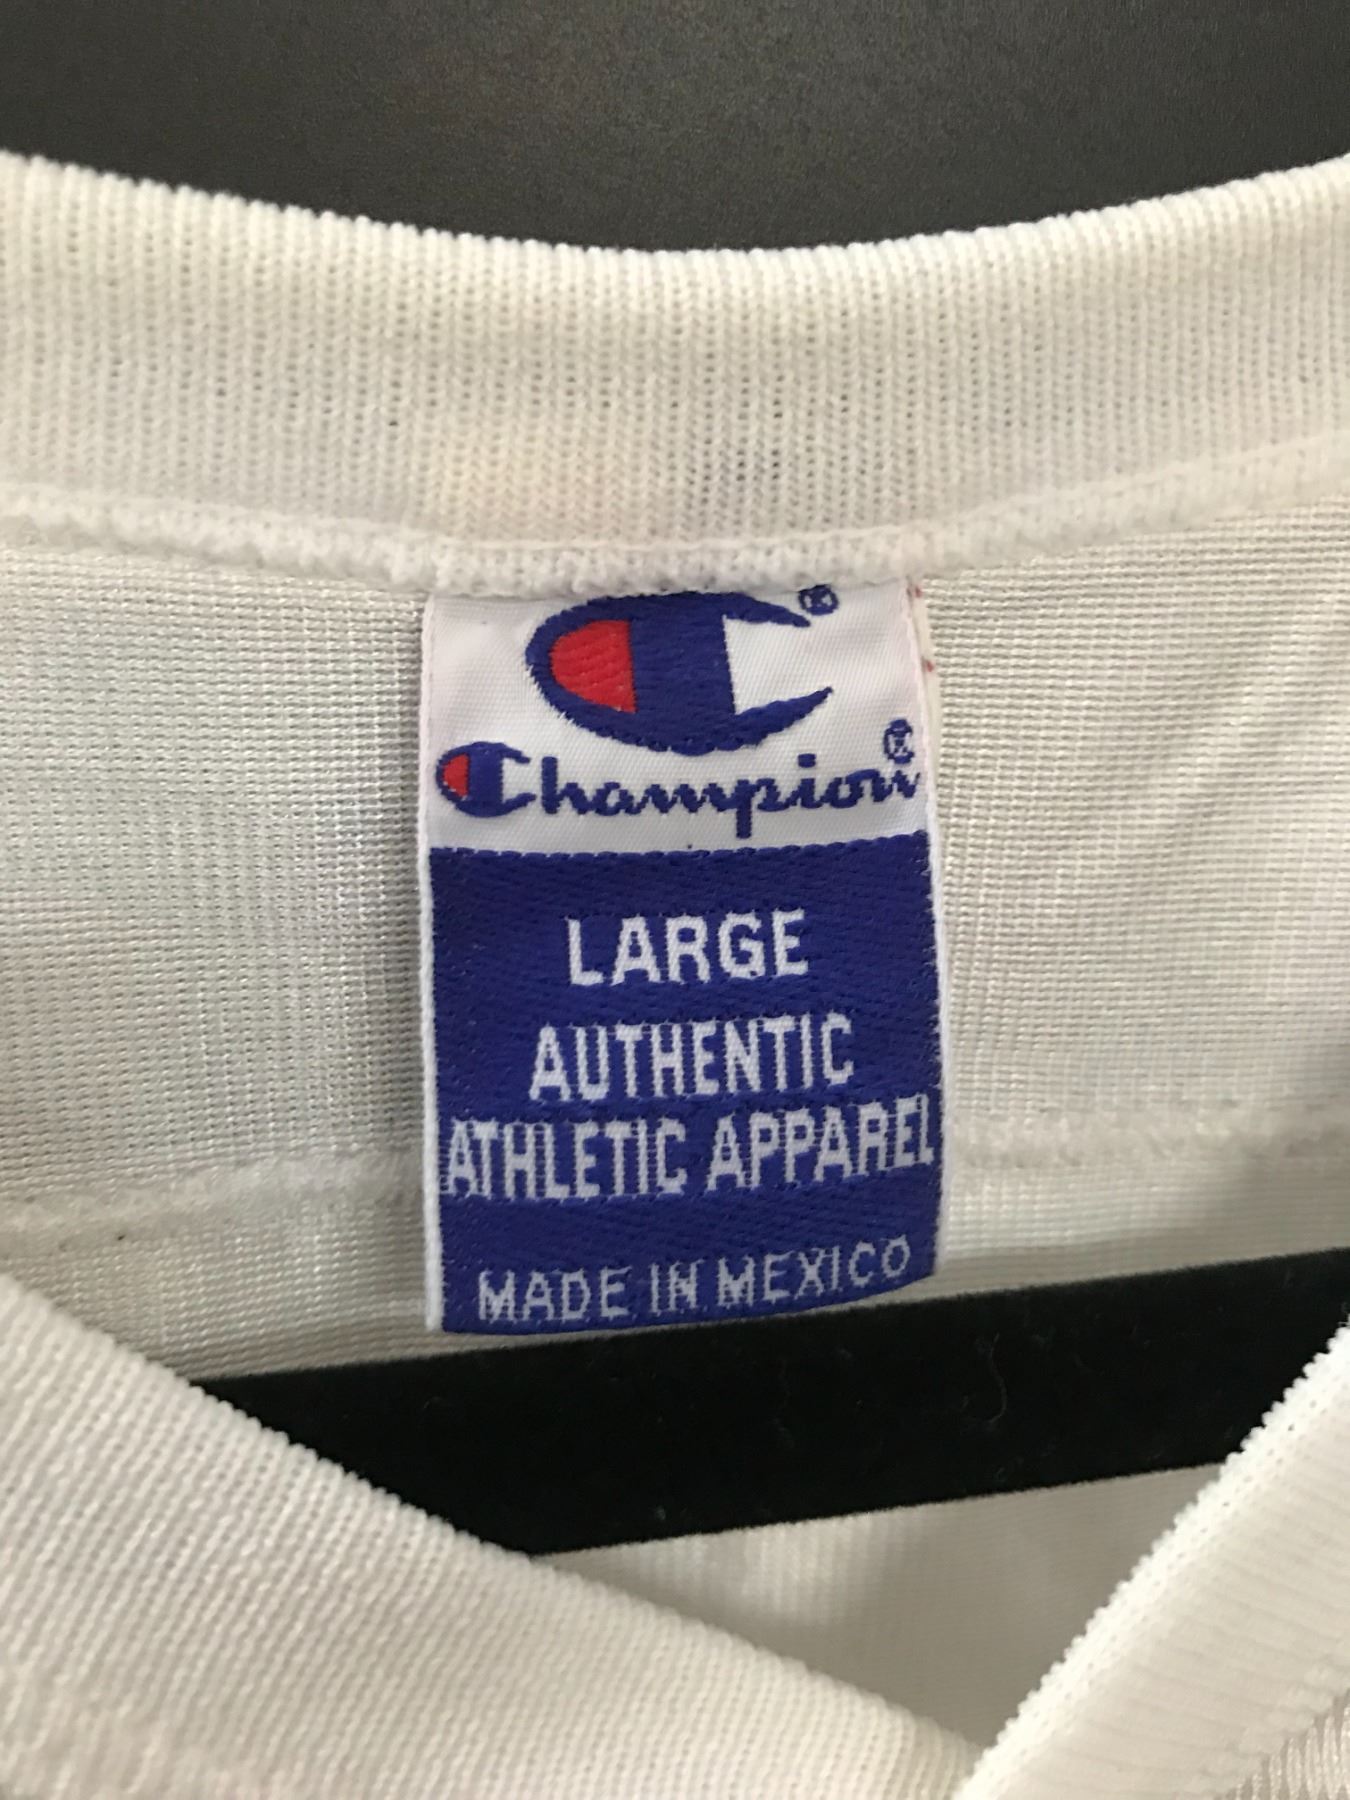 ®
Champion®
LARGE
AUTHENTIC
ATHLETIC APPAREL
MADE IN MEXICO